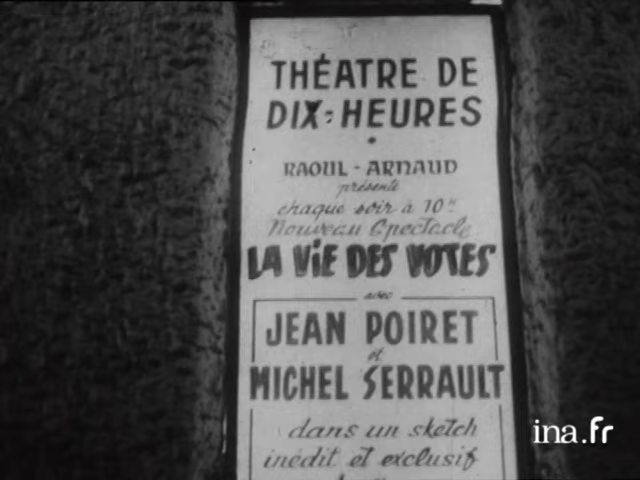 THÉATRE DE
DIX-HEURES
RAOUL-ARNAUD
présente
chaque soir à 10h
Nouveau Spectacle
LA ViE DES VOTES
avec
JEAN POIRET
et
MICHEL SERRAULT
dans un sketch
inédit et exclusif
ina.fr